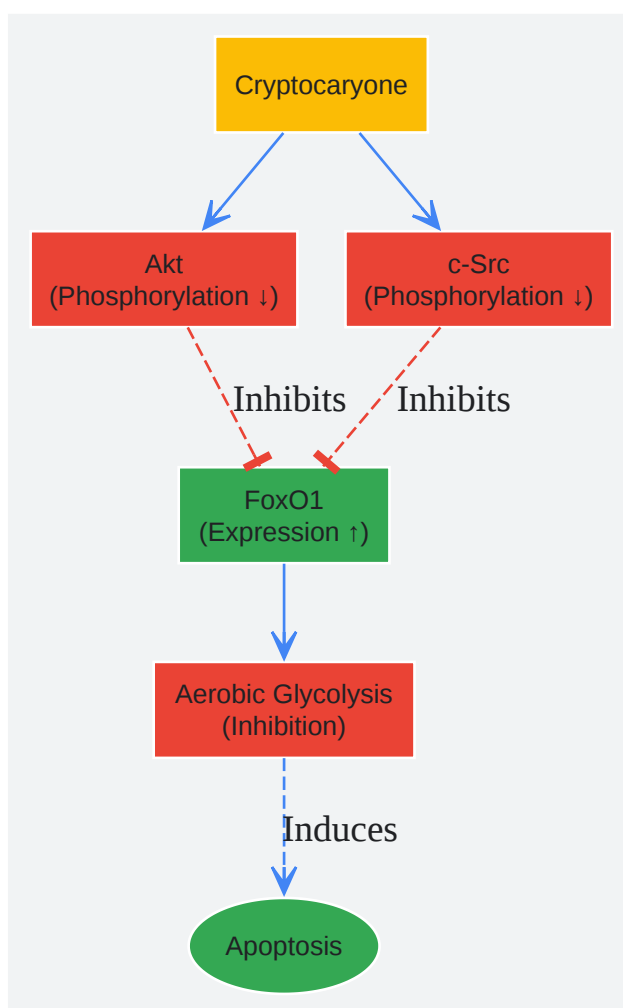 Cryptocaryone
Akt
(Phosphorylation ↓)
c-Src
(Phosphorylation ↓)
Inhibits
Inhibits
FoxO1
(Expression ↑)
Aerobic Glycolysis
(Inhibition)
Induces
Apoptosis